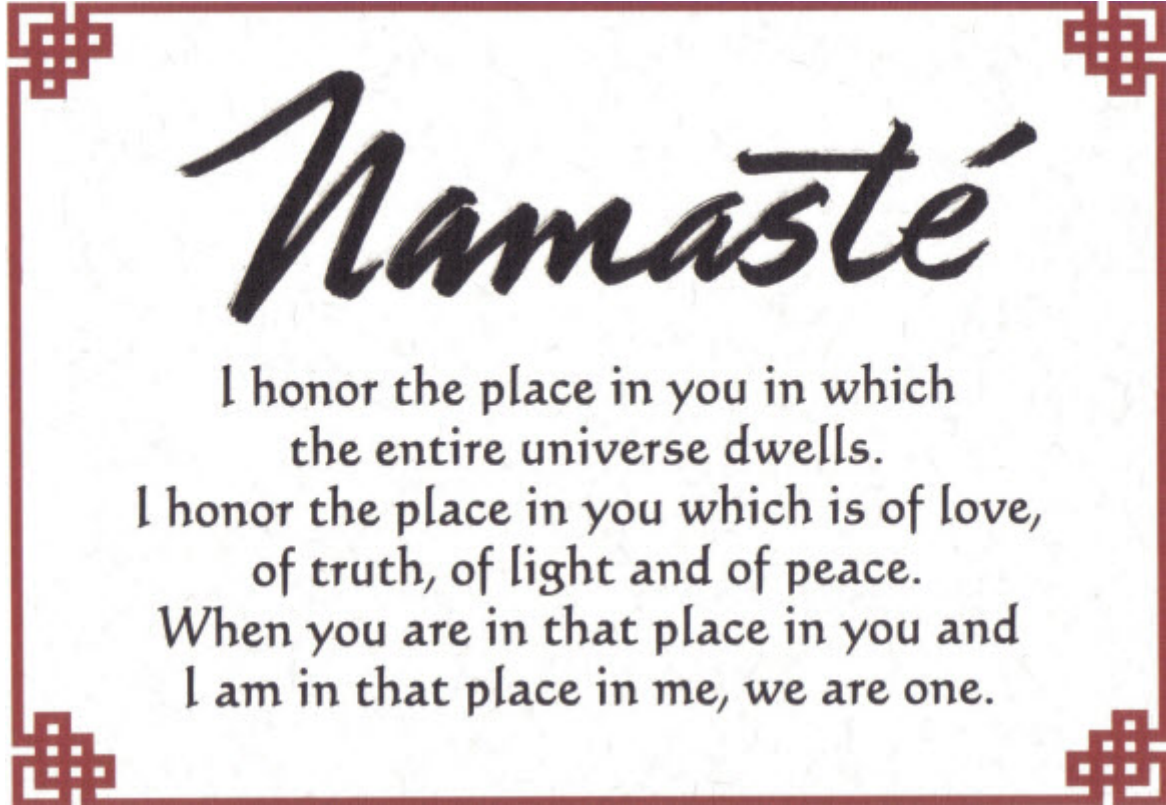 Namasté
I honor the place in you in which
the entire universe dwells.
I honor the place in you which is of love,
of truth, of light and of peace.
When you are in that place in you and
I am in that place in me, we are one.